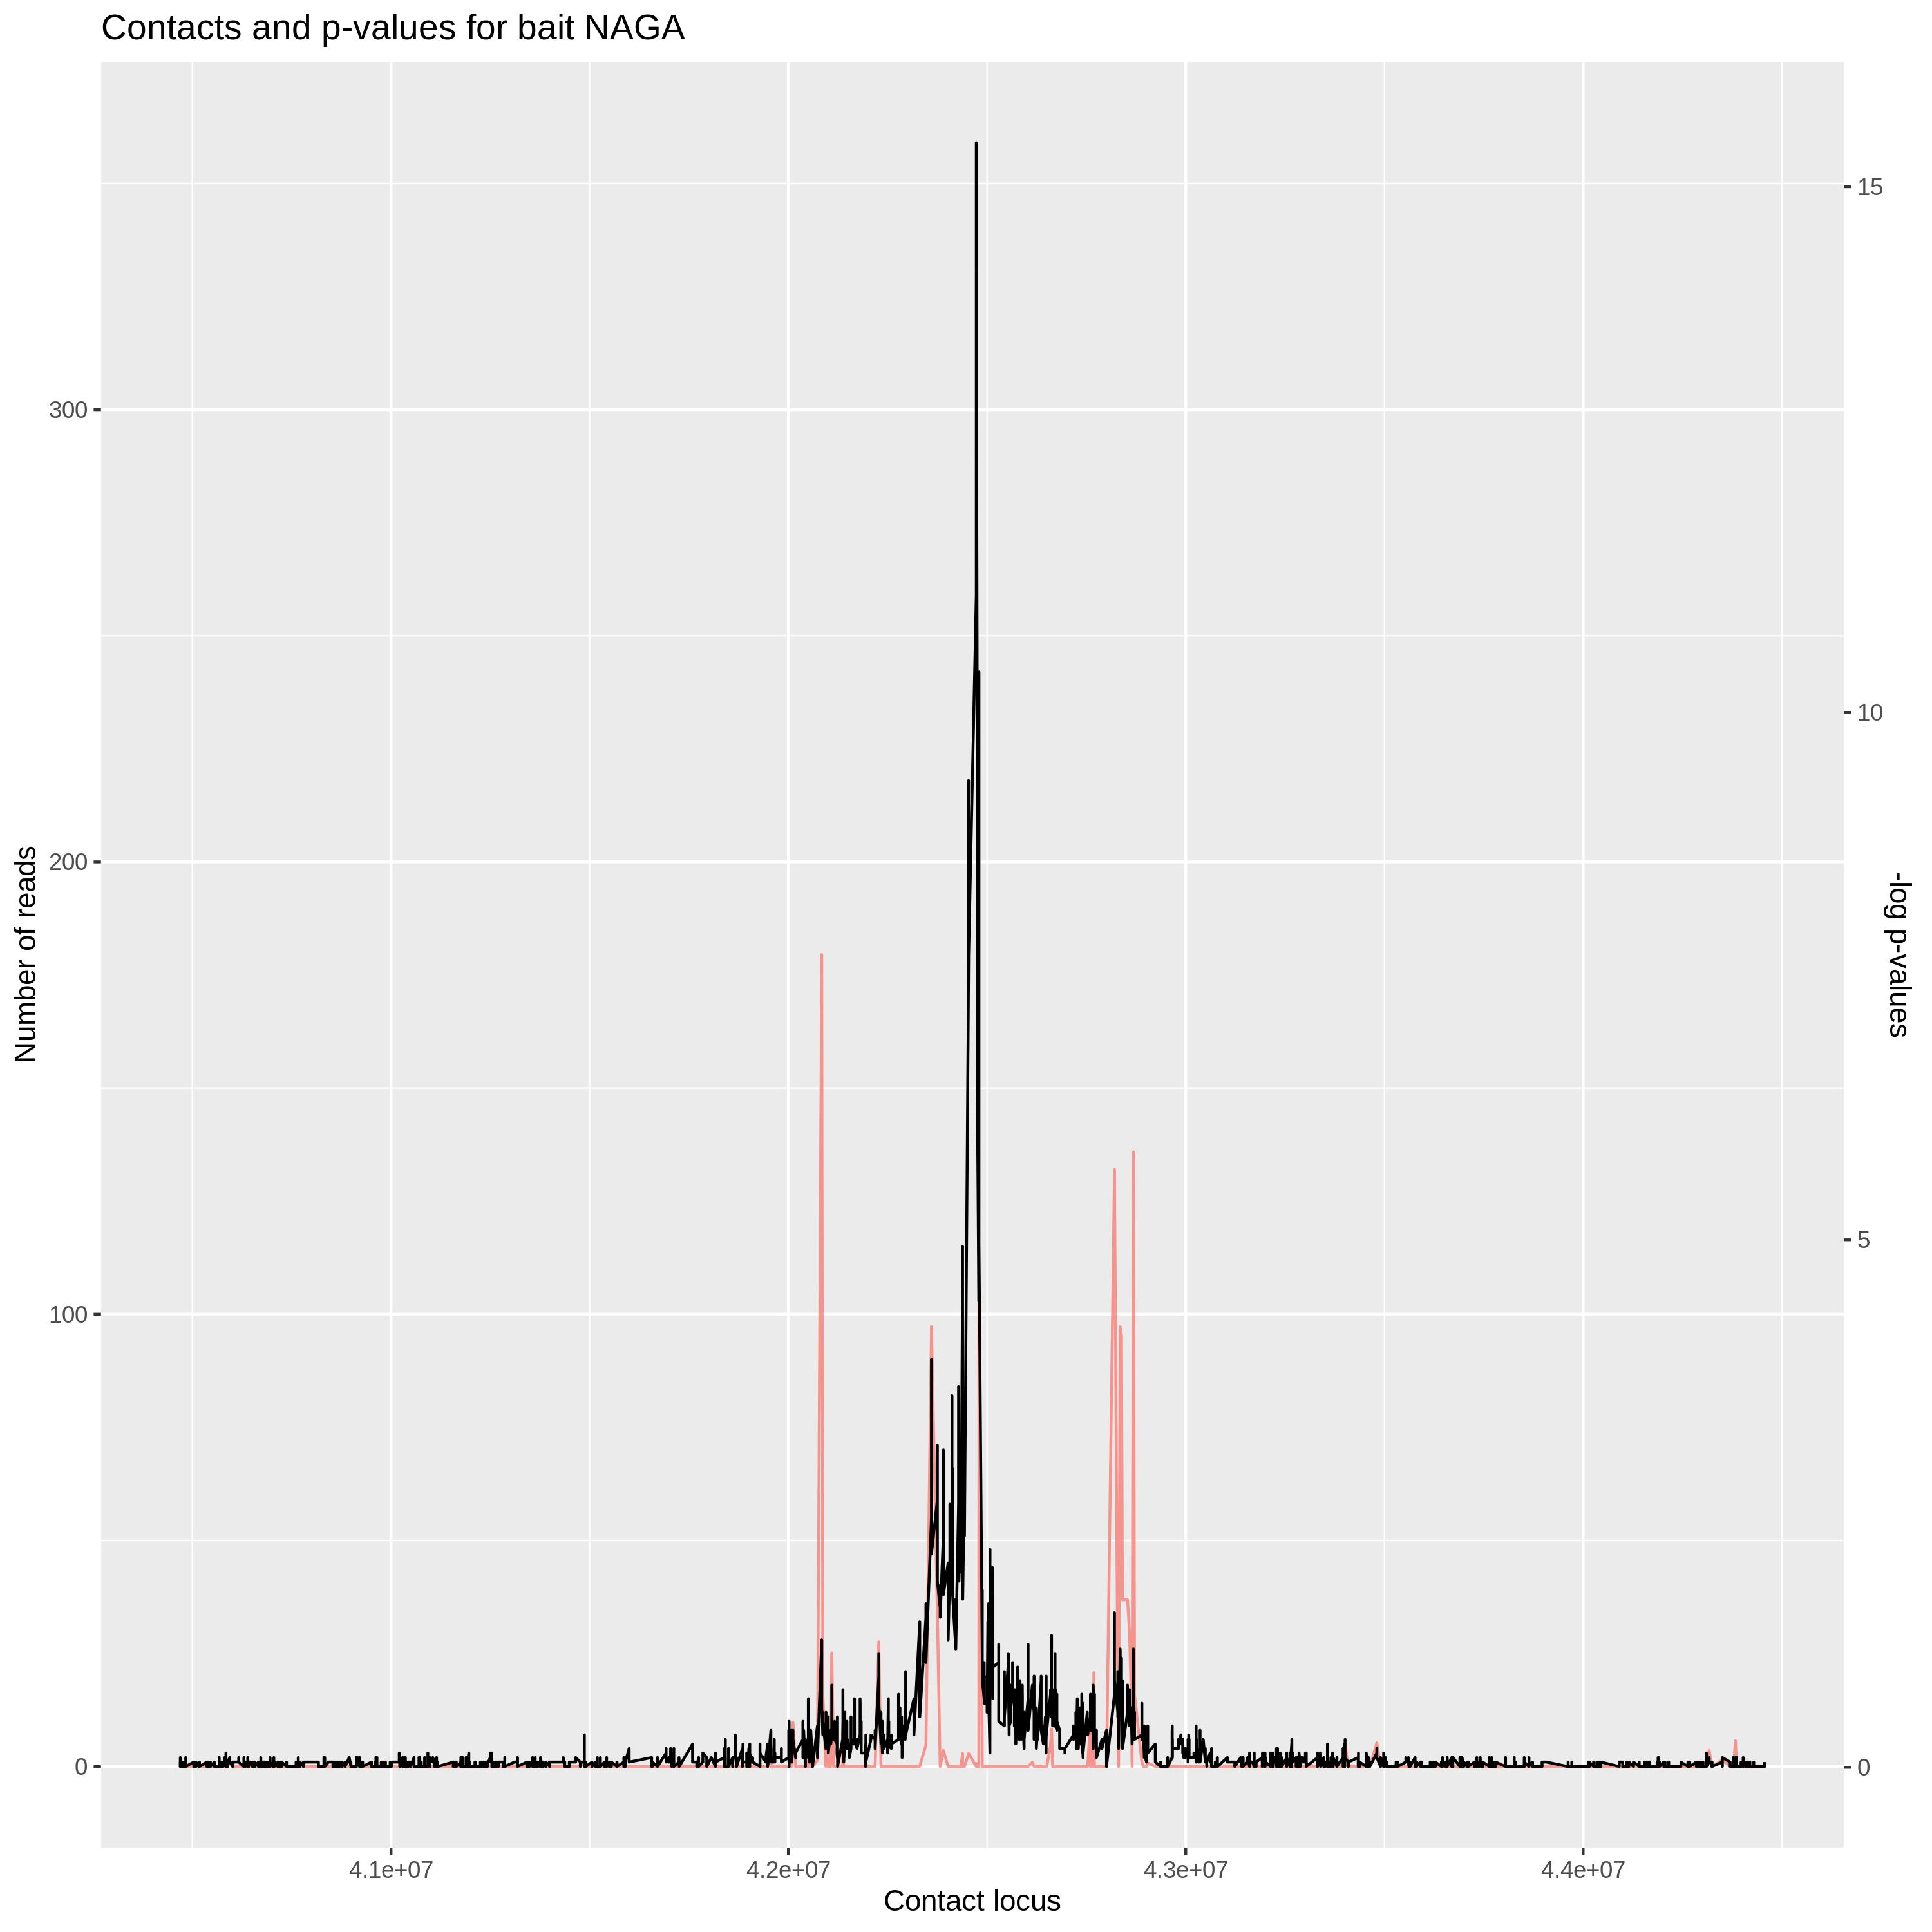 Contacts and p-values for bait NAGA
Number of reads
300
200
100
0
15
10
5
0
-log p-values
4.1e+07
4.2e+07
4.3e+07
4.4e+07
Contact locus